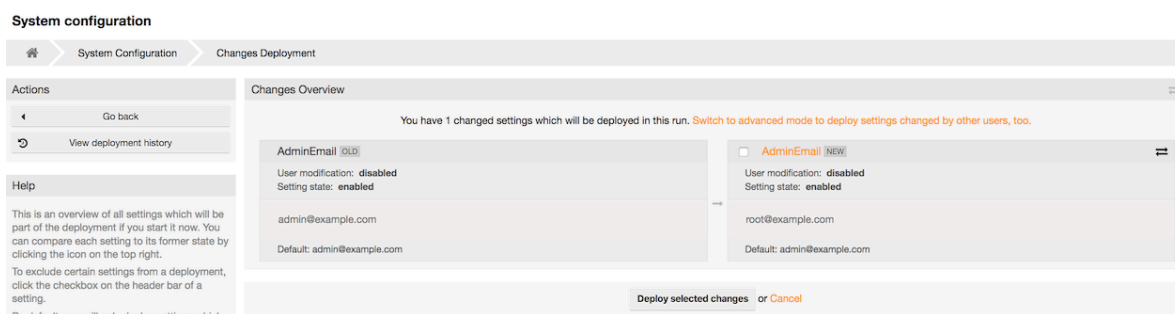 System configuration
System Configuration
Changes Deployment
Actions
Go back
View deployment history
Help
This is an overview of all settings which will be
part of the deployment if you start it now. You
can compare each setting to its former state by
clicking the icon on the top right.
To exclude certain settings from a deployment,
click the checkbox on the header bar of a
setting.
Changes Overview
You have 1 changed settings which will be deployed in this run. Switch to advanced mode to deploy settings changed by other users, too.
AdminEmail OLD
User modification: disabled
Setting state: enabled
admin@example.com
Default: admin@example.com
AdminEmail NEW
User modification: disabled
Setting state: enabled
root@example.com
Default: admin@example.com
Deploy selected changes or Cancel